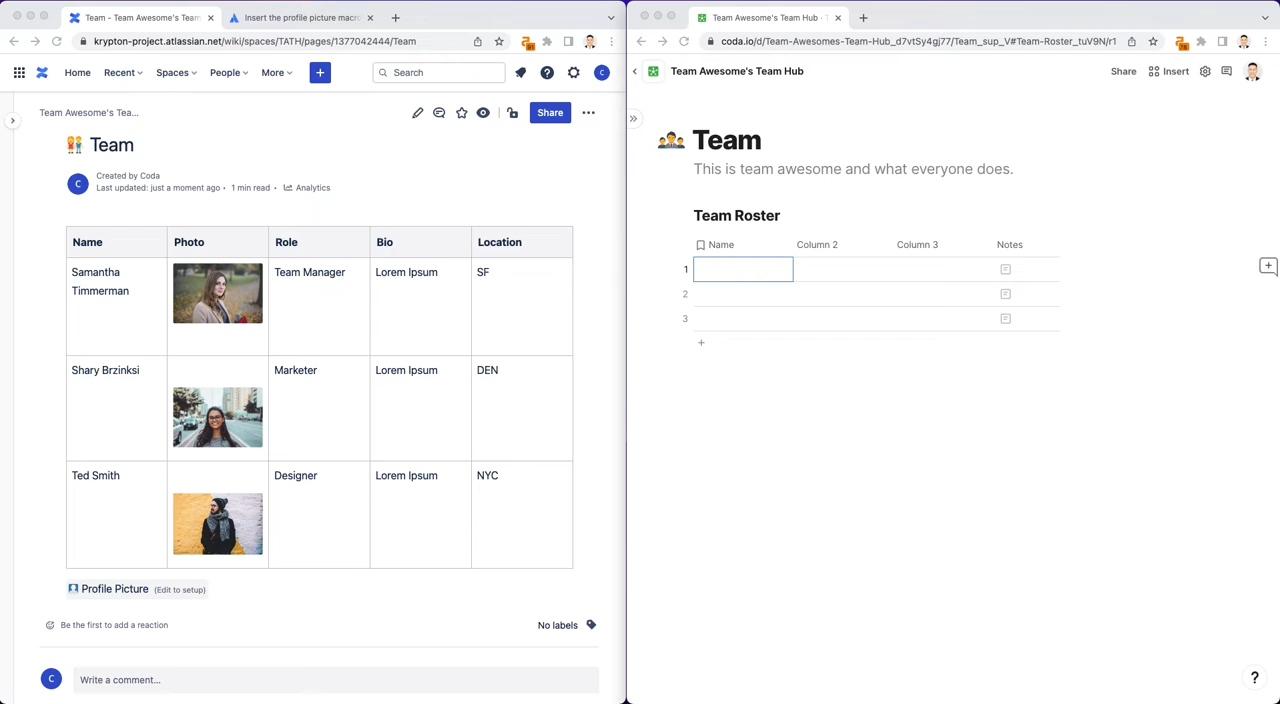 Team - Team Awesome's Team
Insert the profile picture macro
krypton-project.atlassian.net/wiki/spaces/TATH/pages/1377042444/Team
Home Recent Spaces People More + Search C
Team Awesome's Tea...
Share
Team
C
Created by Coda
Last updated: just a moment ago • 1 min read • Analytics
Name Photo Role Bio Location
Samantha Timmerman Team Manager Lorem Ipsum SF
Shary Brzinksi Marketer Lorem Ipsum DEN
Ted Smith Designer Lorem Ipsum NYC
Profile Picture (Edit to setup)
Be the first to add a reaction
No labels
C
Write a comment...
Team Awesome's Team Hub · T
coda.io/d/Team-Awesomes-Team-Hub_d7vtSy4gj77/Team_sup_V#Team-Roster_tuV9N/r1
Team Awesome's Team Hub
Share Insert
Team
This is team awesome and what everyone does.
Team Roster
Name Column 2 Column 3 Notes
1
2
3
+
?